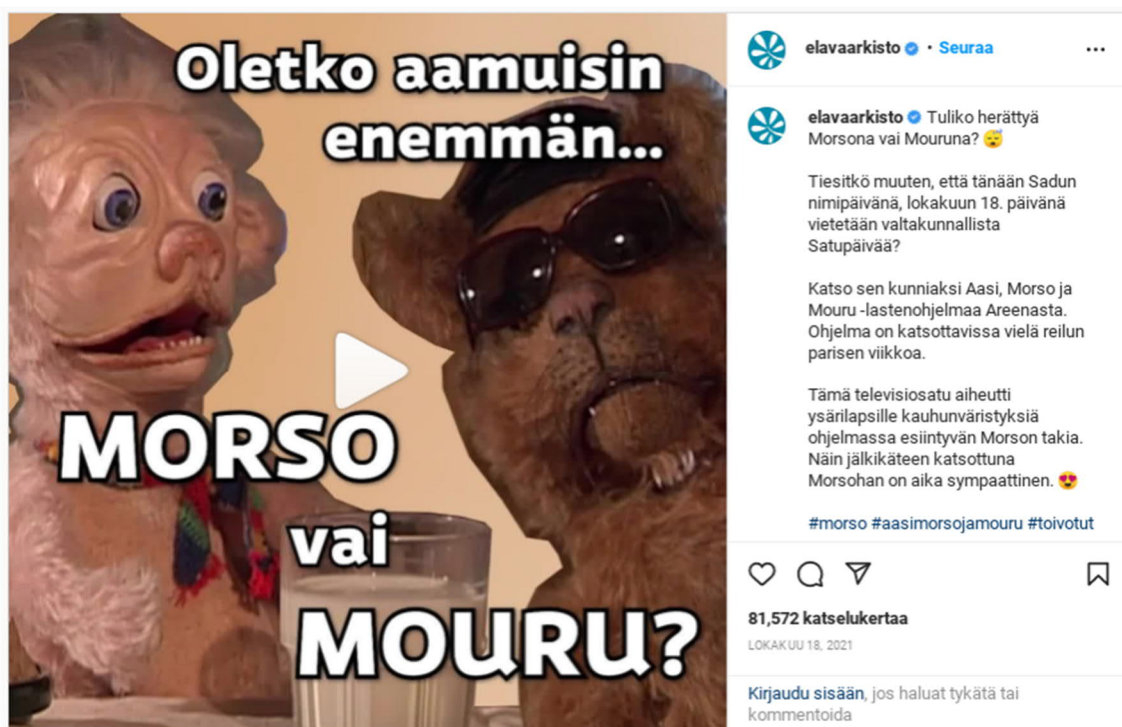 Oletko aamuisin
enemmän...
MORSO
vai
MOURU?
elavaarkisto • Seuraa
elavaarkisto Tuliko herättyä
Morsona vai Mouruna? 😴
Tiesitkö muuten, että tänään Sadun
nimipäivänä, lokakuun 18. päivänä
vietetään valtakunnallista
Satupäivää?
Katso sen kunniaksi Aasi, Morso ja
Mouru -lastenohjelmaa Areenasta.
Ohjelma on katsottavissa vielä reilun
parisen viikkoa.
Tämä televisiosatu aiheutti
ysärilapsille kauhunväristyksiä
ohjelmassa esiintyvän Morson takia.
Näin jälkikäteen katsottuna
Morsohan on aika sympaattinen. 😍
#morso #aasimorsojamouru #toivotut
81,572 katselukertaa
LOKAKUU 18, 2021
Kirjaudu sisään, jos haluat tykätä tai
kommentoida